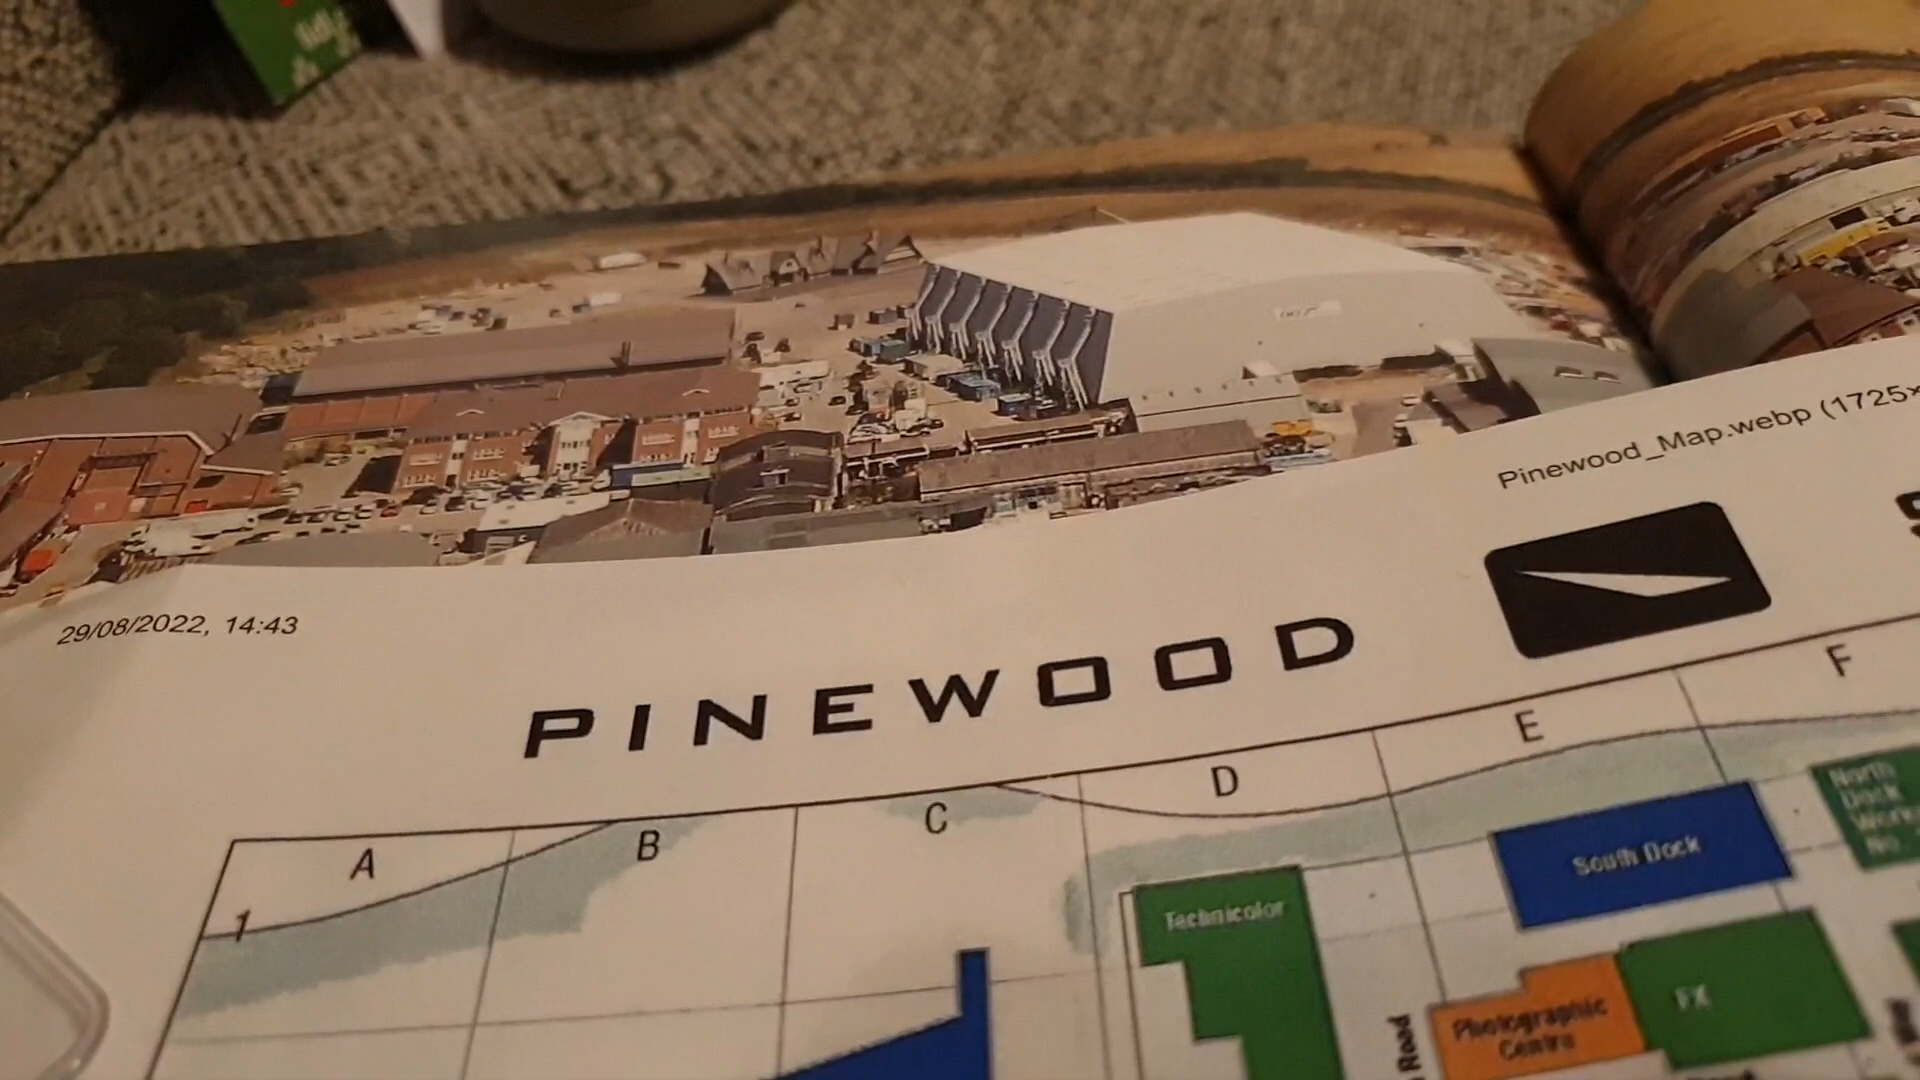 Pinewood_Map.webp (1725×
29/08/2022, 14:43
PINEWOOD
A B C D E F
1
South Dock
North
Dock
No.
Technicolor
Photographic
Centre
FX
Road